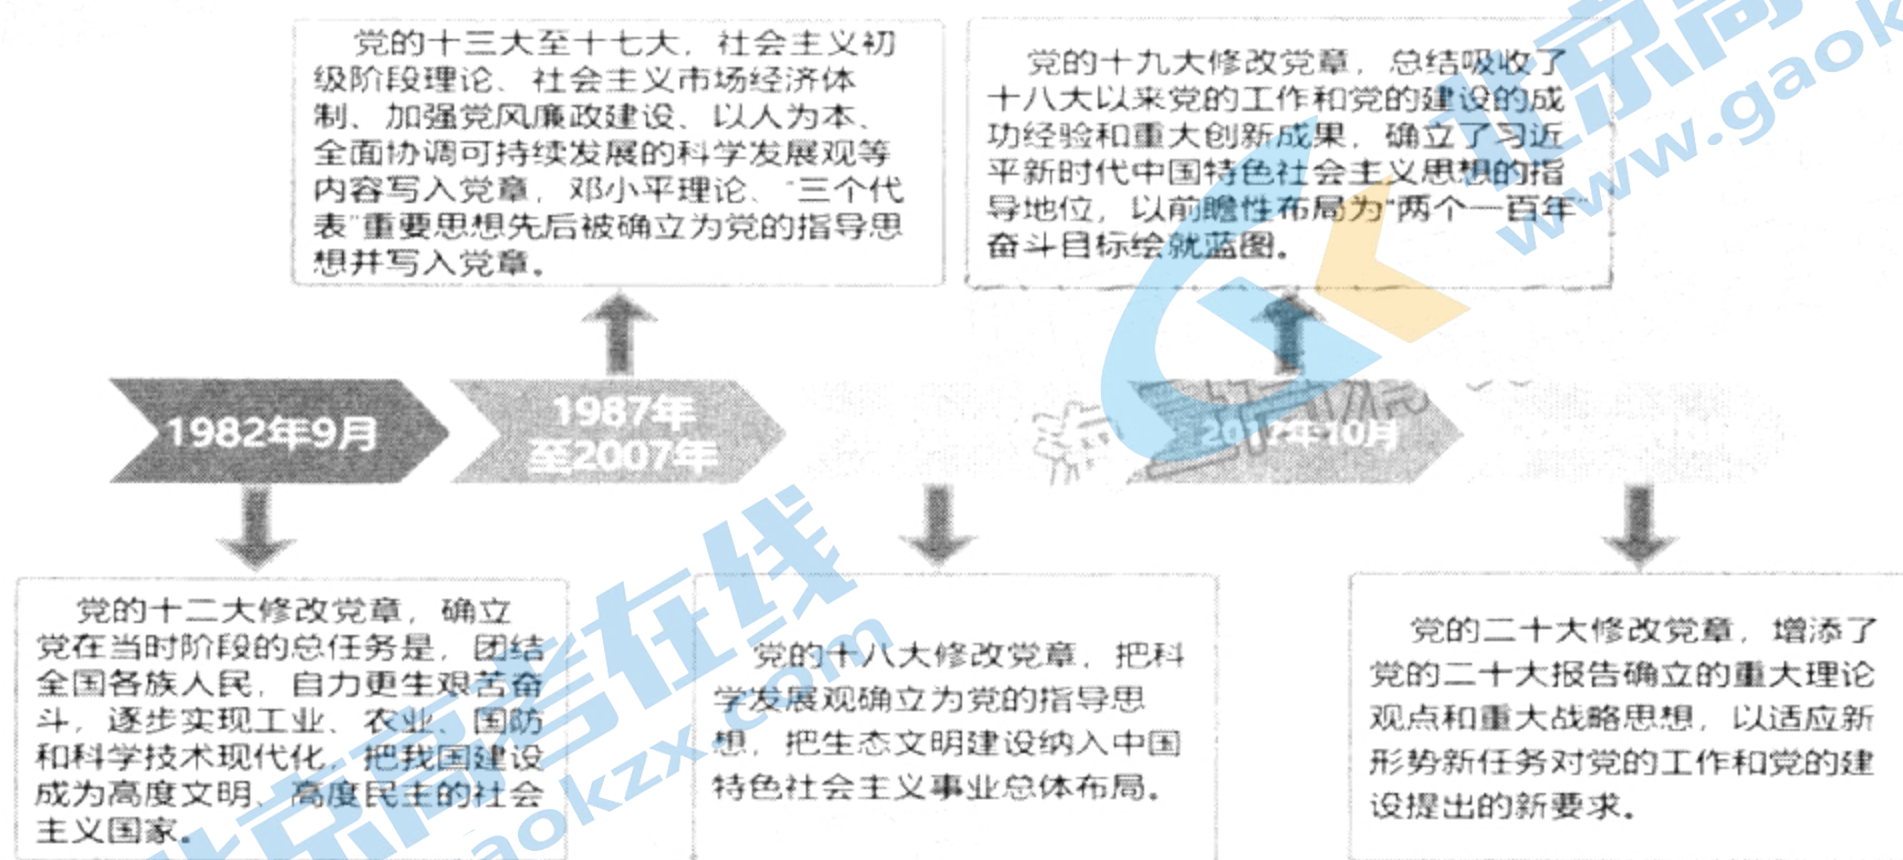 党的十三大至十七大，社会主义初
级阶段理论、社会主义市场经济体
制、加强党风廉政建设、以人为本、
全面协调可持续发展的科学发展观等
内容写入党章，邓小平理论、“三个代
表”重要思想先后被确立为党的指导思
想并写入党章。
党的十九大修改党章，总结吸收了
十八大以来党的工作和党的建设的成
功经验和重大创新成果，确立了习近
平新时代中国特色社会主义思想的指
导地位，以前瞻性布局为“两个一百年”
奋斗目标绘就蓝图。
1982年9月
1987年
至2007年
2017年10月
党的十二大修改党章，确立
党在当时阶段的总任务是，团结
全国各族人民，自力更生艰苦奋
斗，逐步实现工业、农业、国防
和科学技术现代化，把我国建设
成为高度文明、高度民主的社会
主义国家。
党的十八大修改党章，把科
学发展观确立为党的指导思
想，把生态文明建设纳入中国
特色社会主义事业总体布局。
党的二十大修改党章，增添了
党的二十大报告确立的重大理论
观点和重大战略思想，以适应新
形势新任务对党的工作和党的建
设提出的新要求。
北京高考在线
aokzx.com
北京高
www.gaok